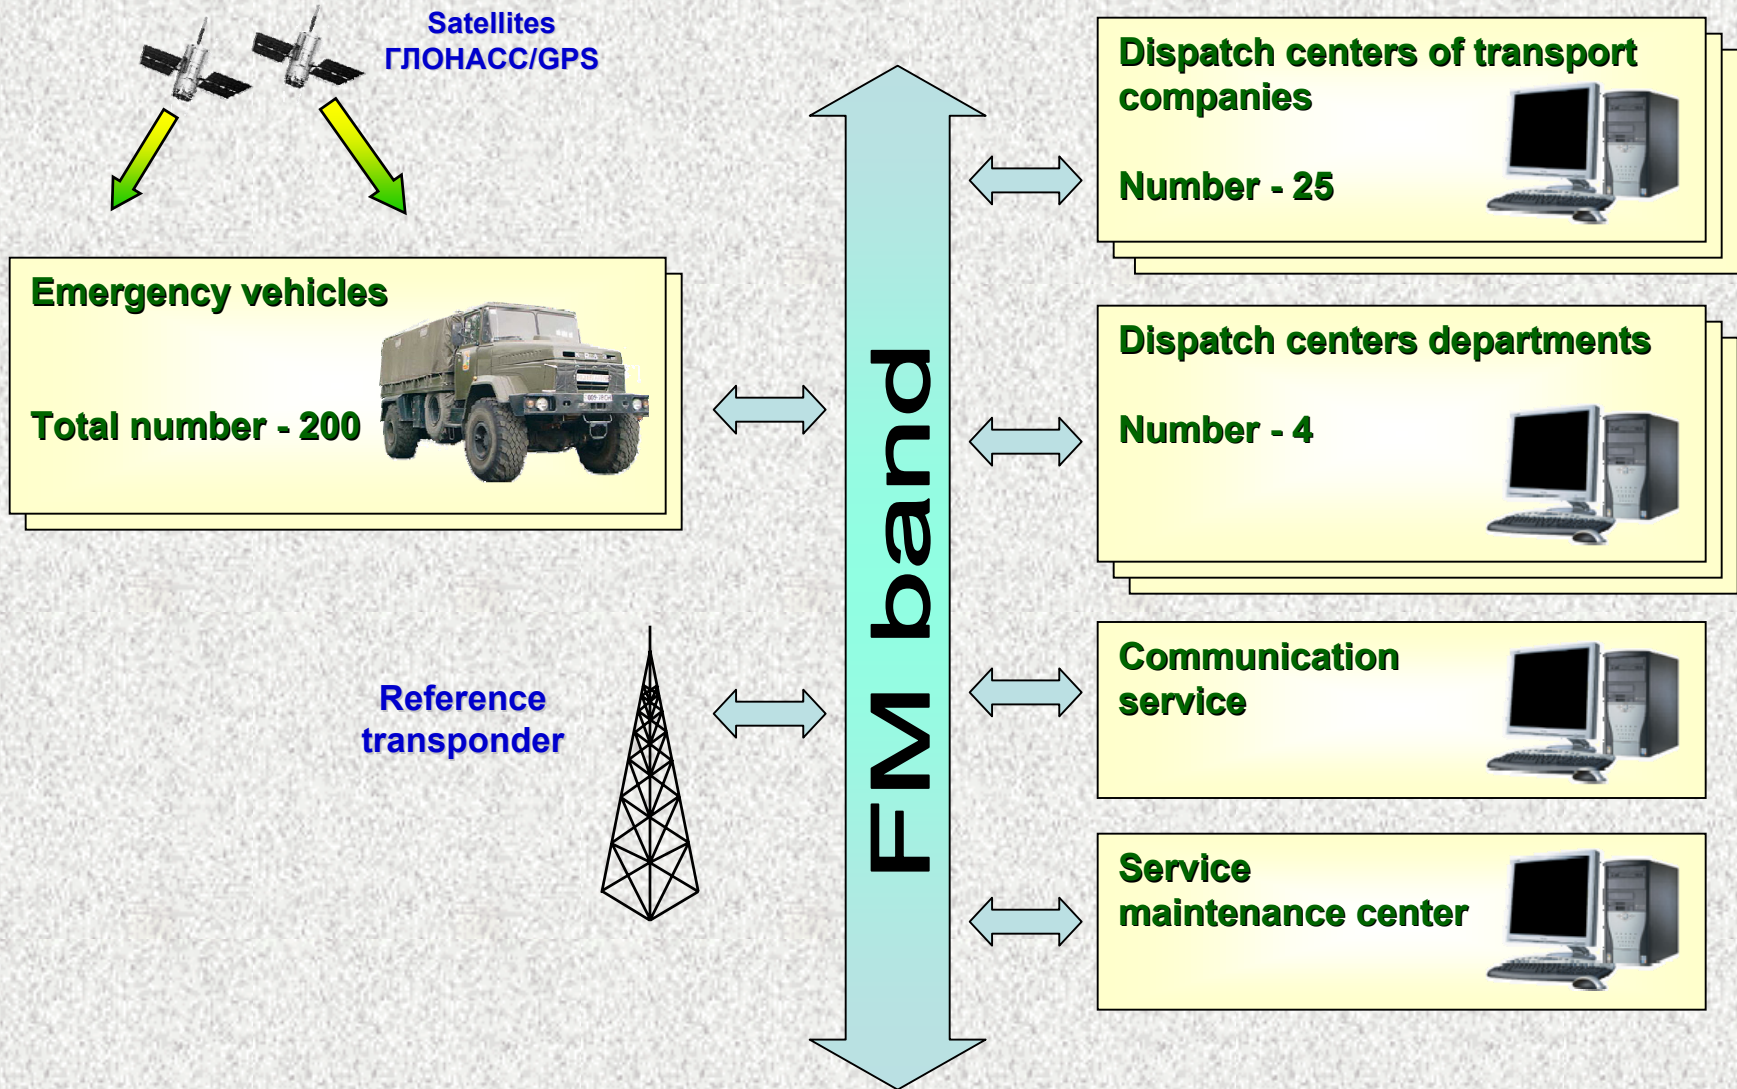 Satellites
ГЛОНАСС/GPS
Emergency vehicles
Total number - 200
Reference
transponder
FM band
Dispatch centers of transport
companies
Number - 25
Dispatch centers departments
Number - 4
Communication
service
Service
maintenance center